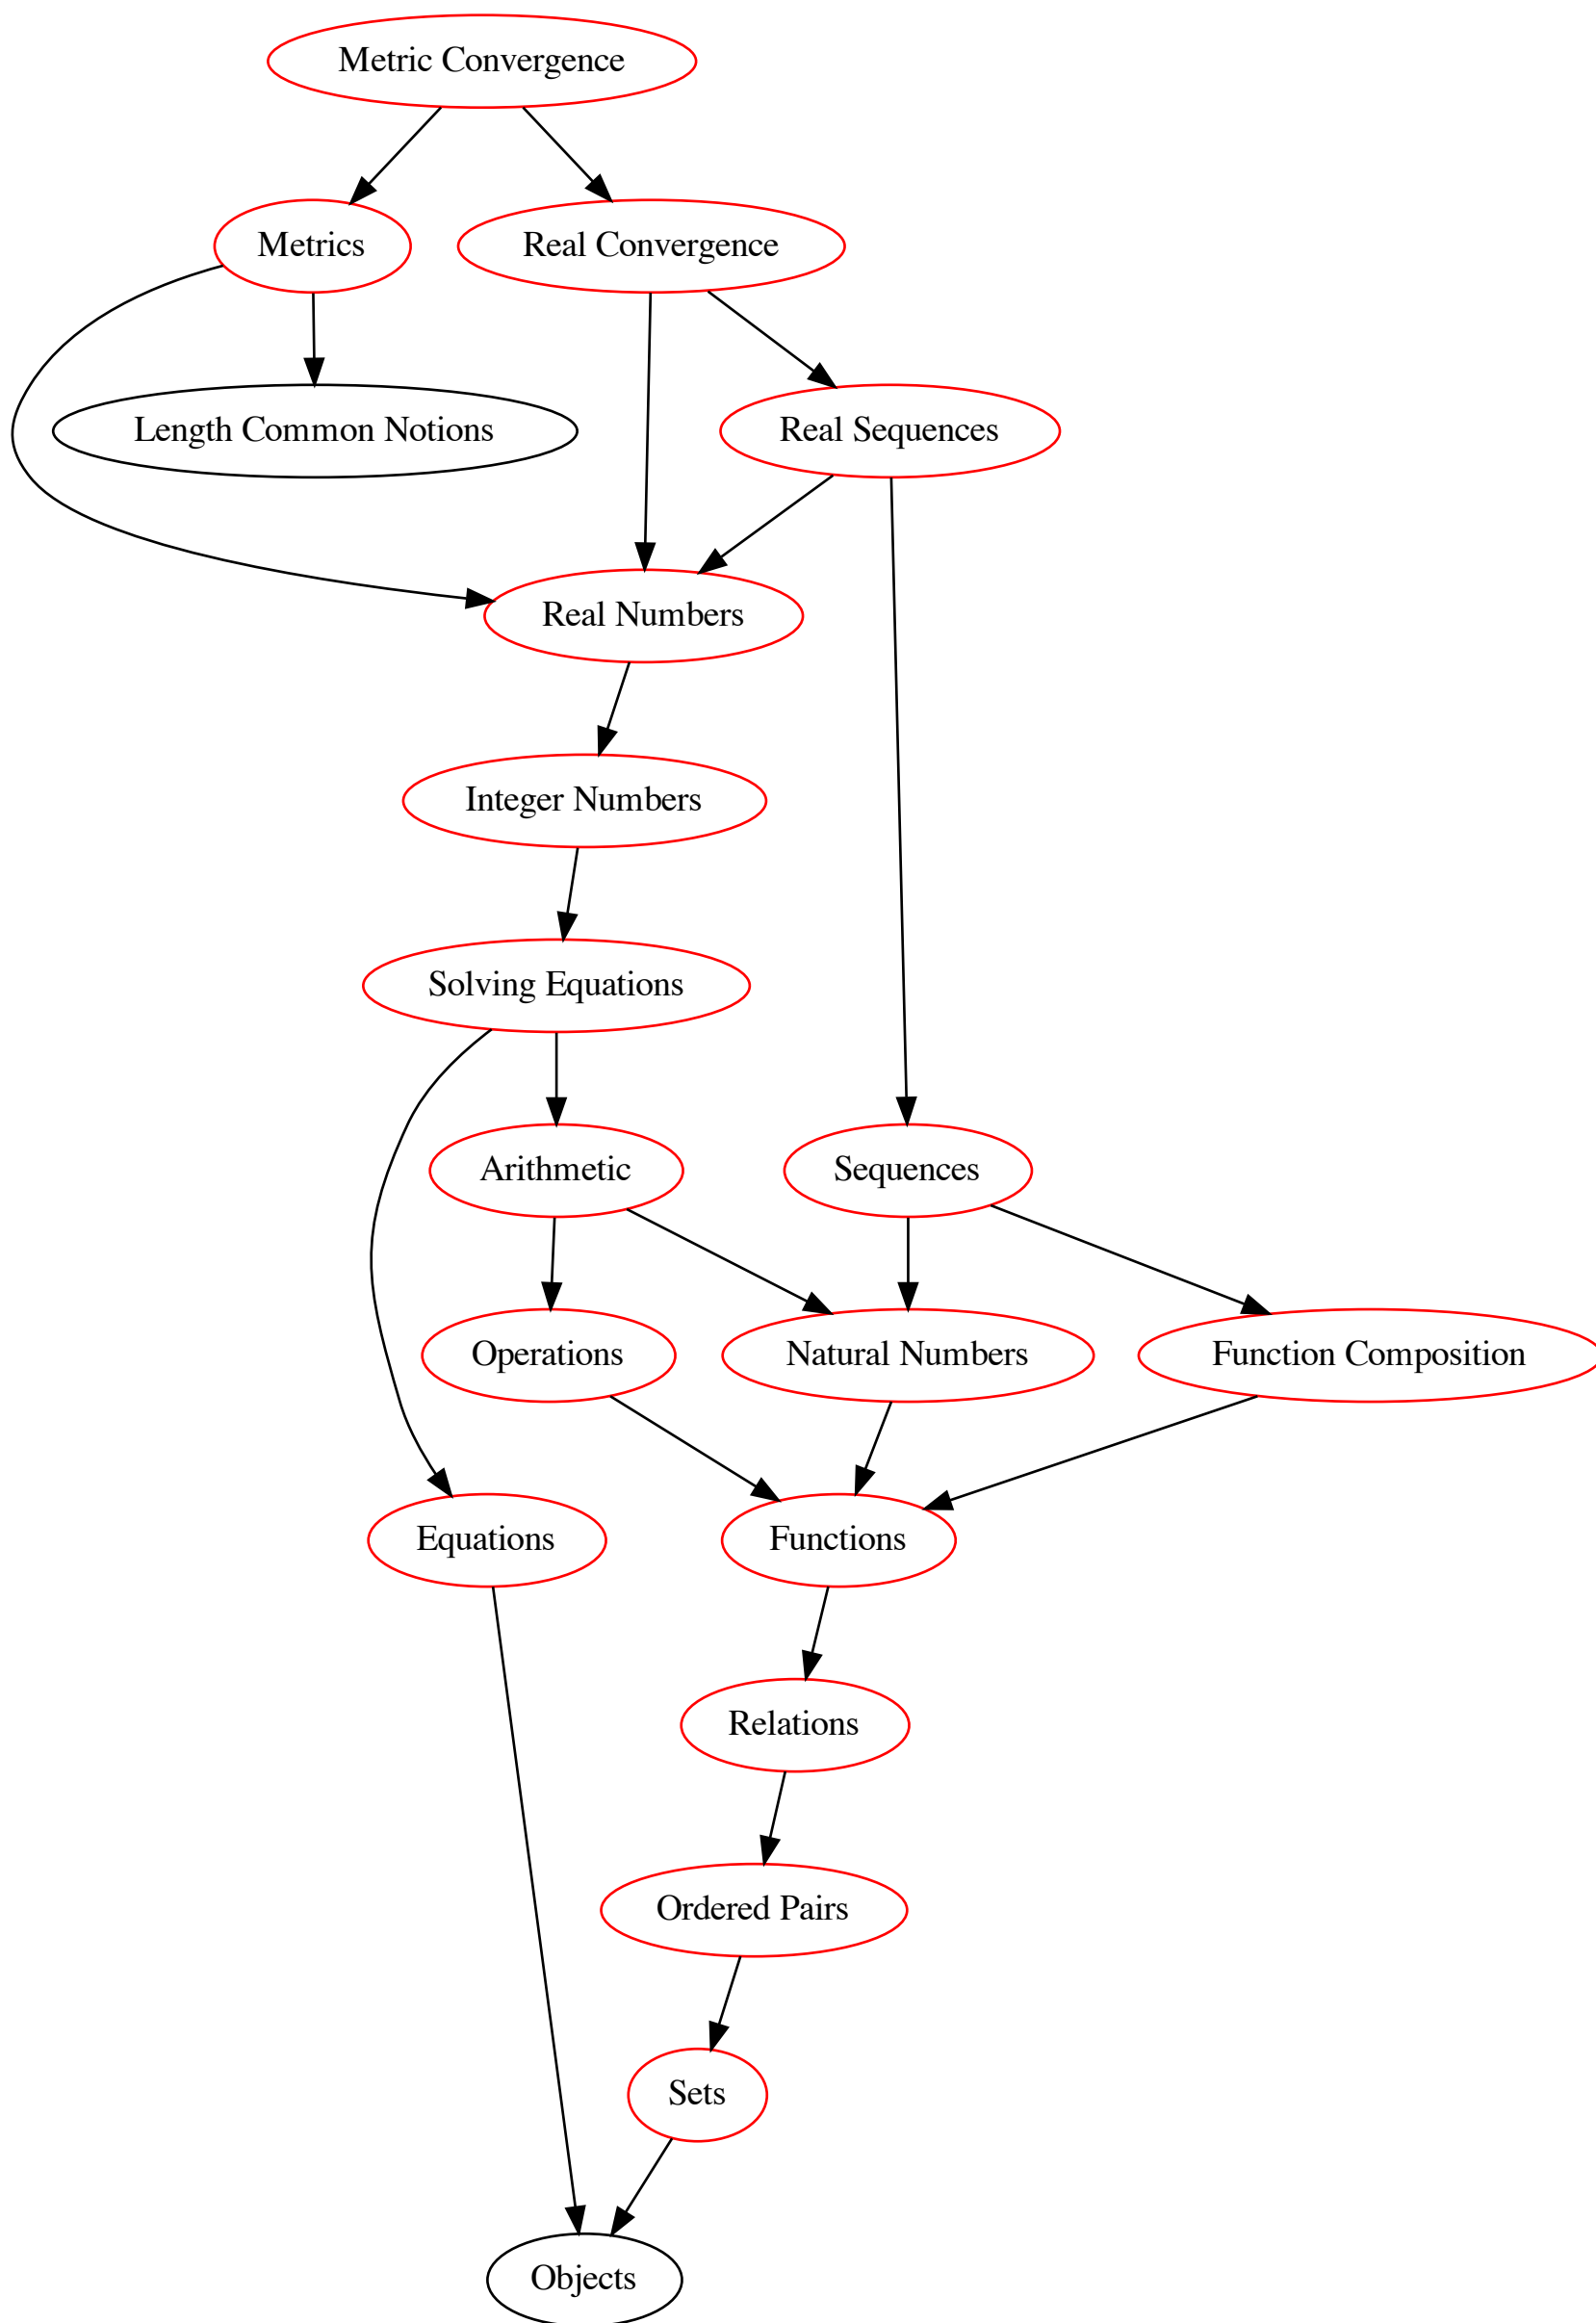 Metric Convergence
Metrics
Real Convergence
Length Common Notions
Real Sequences
Real Numbers
Integer Numbers
Solving Equations
Arithmetic
Sequences
Operations
Natural Numbers
Function Composition
Equations
Functions
Relations
Ordered Pairs
Sets
Objects